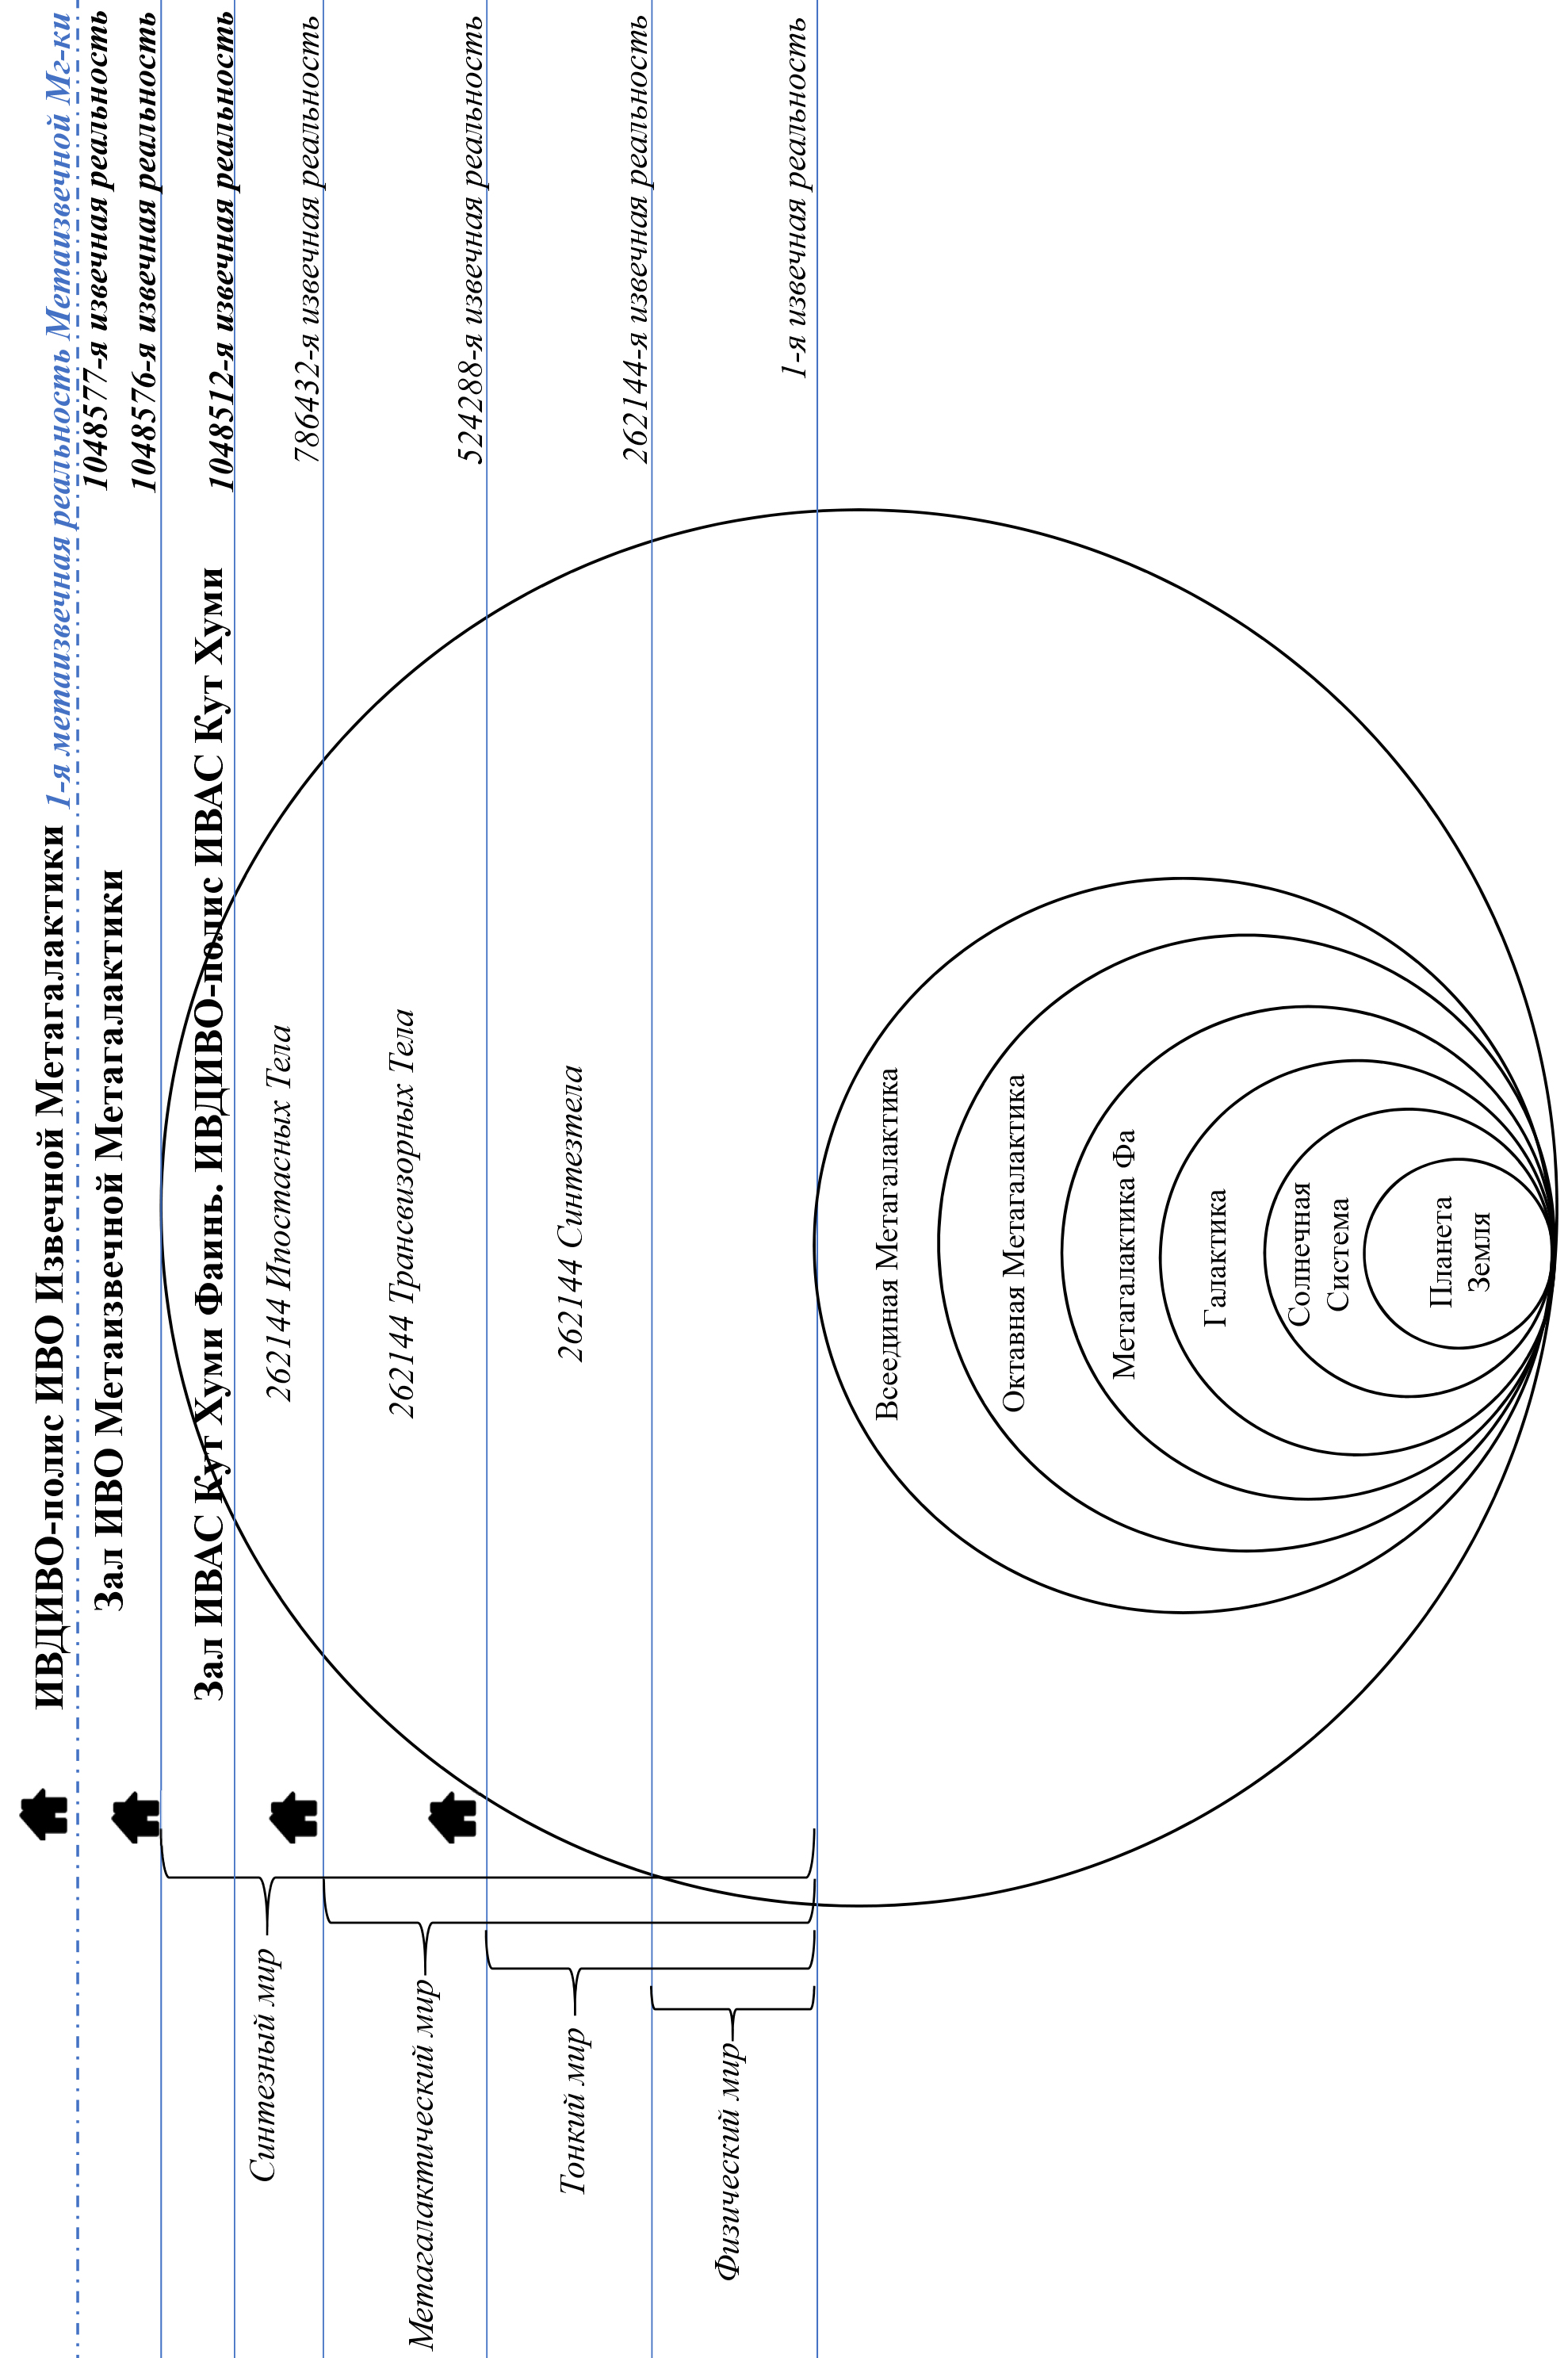 ИВДИВО-полис ИВО Извечной Метагалактики
1-я метаизвечная реальность Метаизвечной Мг-ки
Зал ИВО Метаизвечной Метагалактики
1048577-я извечная реальность
1048576-я извечная реальность
Зал ИВАС Кут Хуми Фаинь. ИВДИВО-полис ИВАС Кут Хуми
1048512-я извечная реальность
Синтезный мир
262144 Ипостасных Тела
786432-я извечная реальность
Метагалактический мир
262144 Трансвизорных Тела
524288-я извечная реальность
Тонкий мир
262144 Синтезтела
262144-я извечная реальность
Физический мир
1-я извечная реальность
Всеединая Метагалактика
Октавная Метагалактика
Метагалактика Фа
Галактика
Солнечная
Система
Планета
Земля